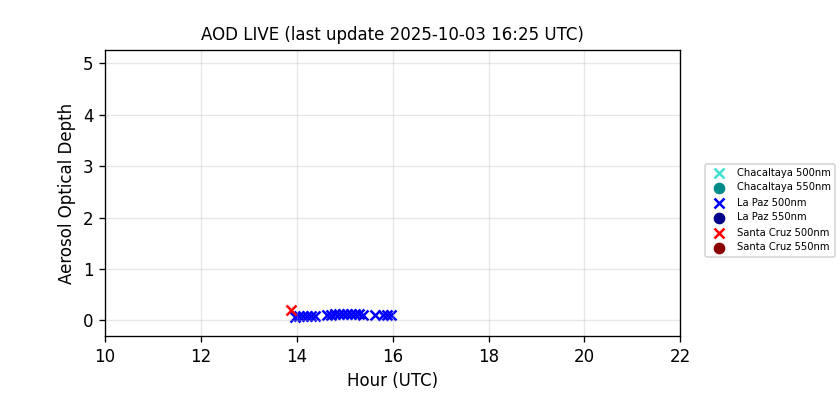 AOD LIVE (last update 2025-10-03 16:25 UTC)
Aerosol Optical Depth
5
4
3
2
1
0
10 12 14 16 18 20 22
Hour (UTC)
Chacaltaya 500nm
Chacaltaya 550nm
La Paz 500nm
La Paz 550nm
Santa Cruz 500nm
Santa Cruz 550nm